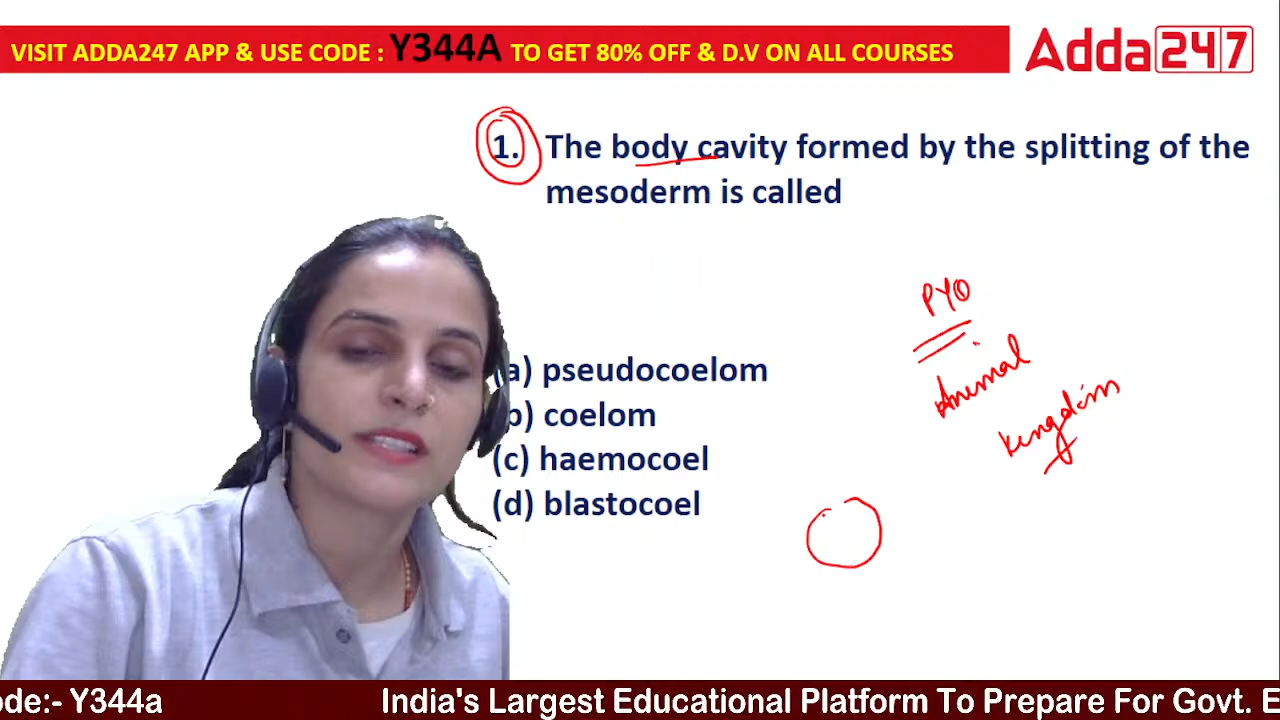 VISIT ADDA247 APP & USE CODE : Y344A TO GET 80% OFF & D.V ON ALL COURSES
Adda247
1. The body cavity formed by the splitting of the
mesoderm is called
PYQ
Animal
Kingdom
(a) pseudocoelom
(b) coelom
(c) haemocoel
(d) blastocoel
ode:- Y344a India's Largest Educational Platform To Prepare For Govt. E